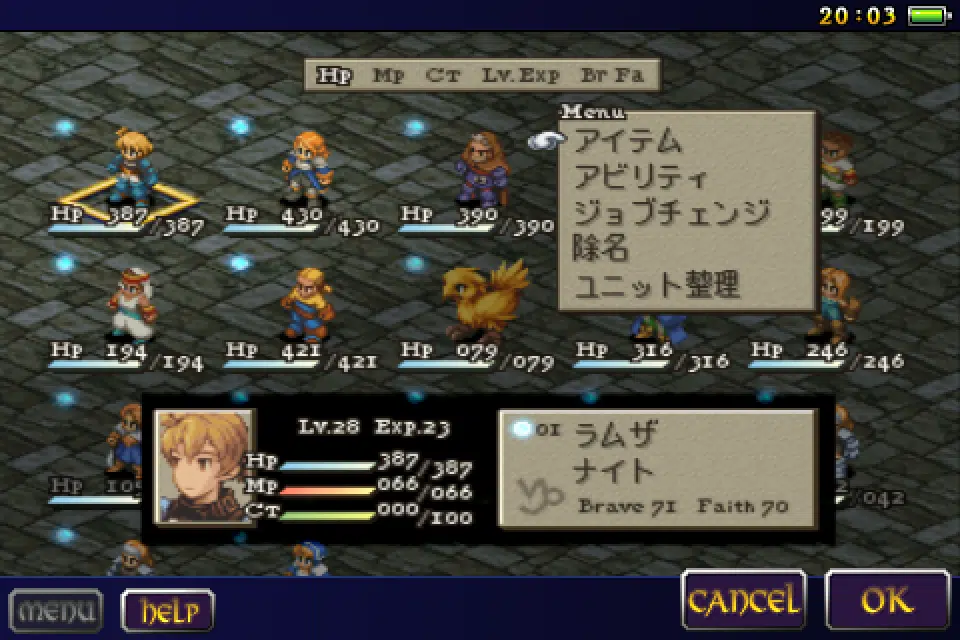 20:03
Hp Mp CT Lv.Exp Br Fa
Menu
アイテム
アビリティ
ジョブチェンジ
除名
ユニット整理
Hp 387/387
Hp 430/430
Hp 390/390
99/199
Hp 194/194
Hp 421/421
Hp 079/079
Hp 316/316
Hp 246/246
Hp 10
/042
Lv.28 Exp.23
Hp 387/387
Mp 066/066
CT 000/100
01 ラムザ
ナイト
Brave 71 Faith 70
MENU
HELP
CANCEL
OK